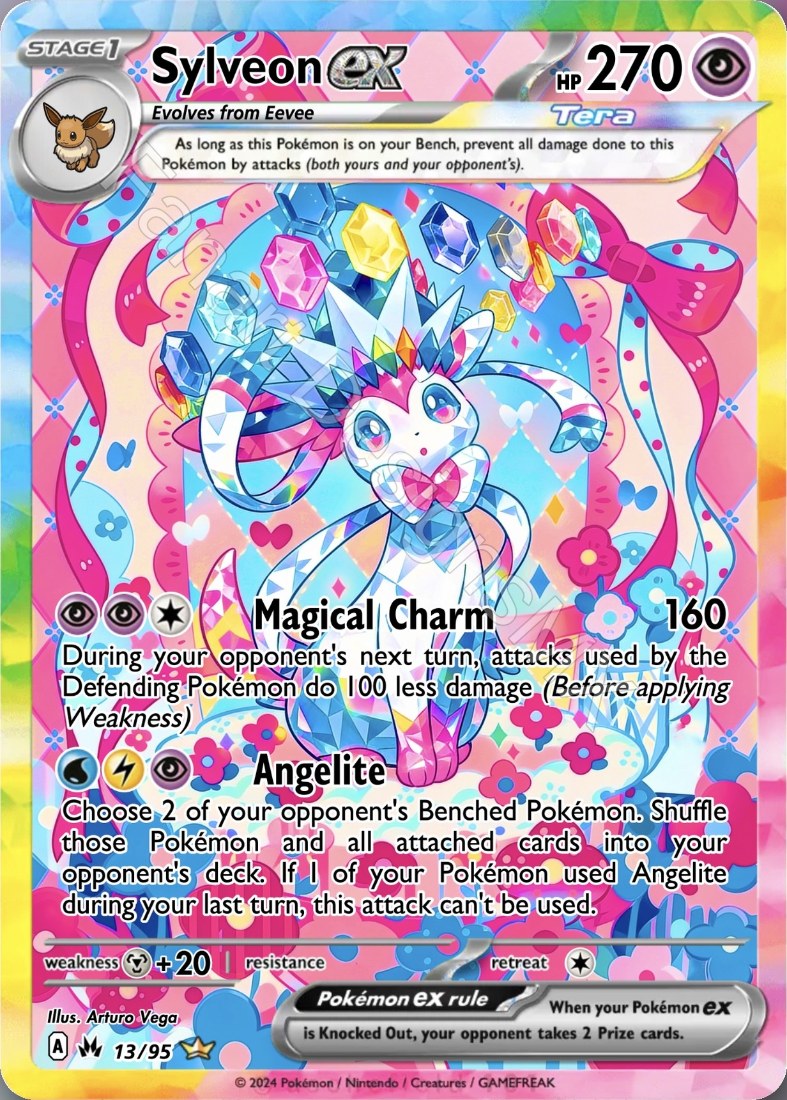 STAGE 1
Sylveon ex
HP 270
Evolves from Eevee
Tera
As long as this Pokémon is on your Bench, prevent all damage done to this
Pokémon by attacks (both yours and your opponent's).
Magical Charm 160
During your opponent's next turn, attacks used by the
Defending Pokémon do 100 less damage (Before applying
Weakness)
Angelite
Choose 2 of your opponent's Benched Pokémon. Shuffle
those Pokémon and all attached cards into your
opponent's deck. If 1 of your Pokémon used Angelite
during your last turn, this attack can't be used.
weakness +20 resistance retreat
Pokémon ex rule
When your Pokémon ex
is Knocked Out, your opponent takes 2 Prize cards.
Illus. Arturo Vega
A 13/95
© 2024 Pokémon / Nintendo / Creatures / GAMEFREAK